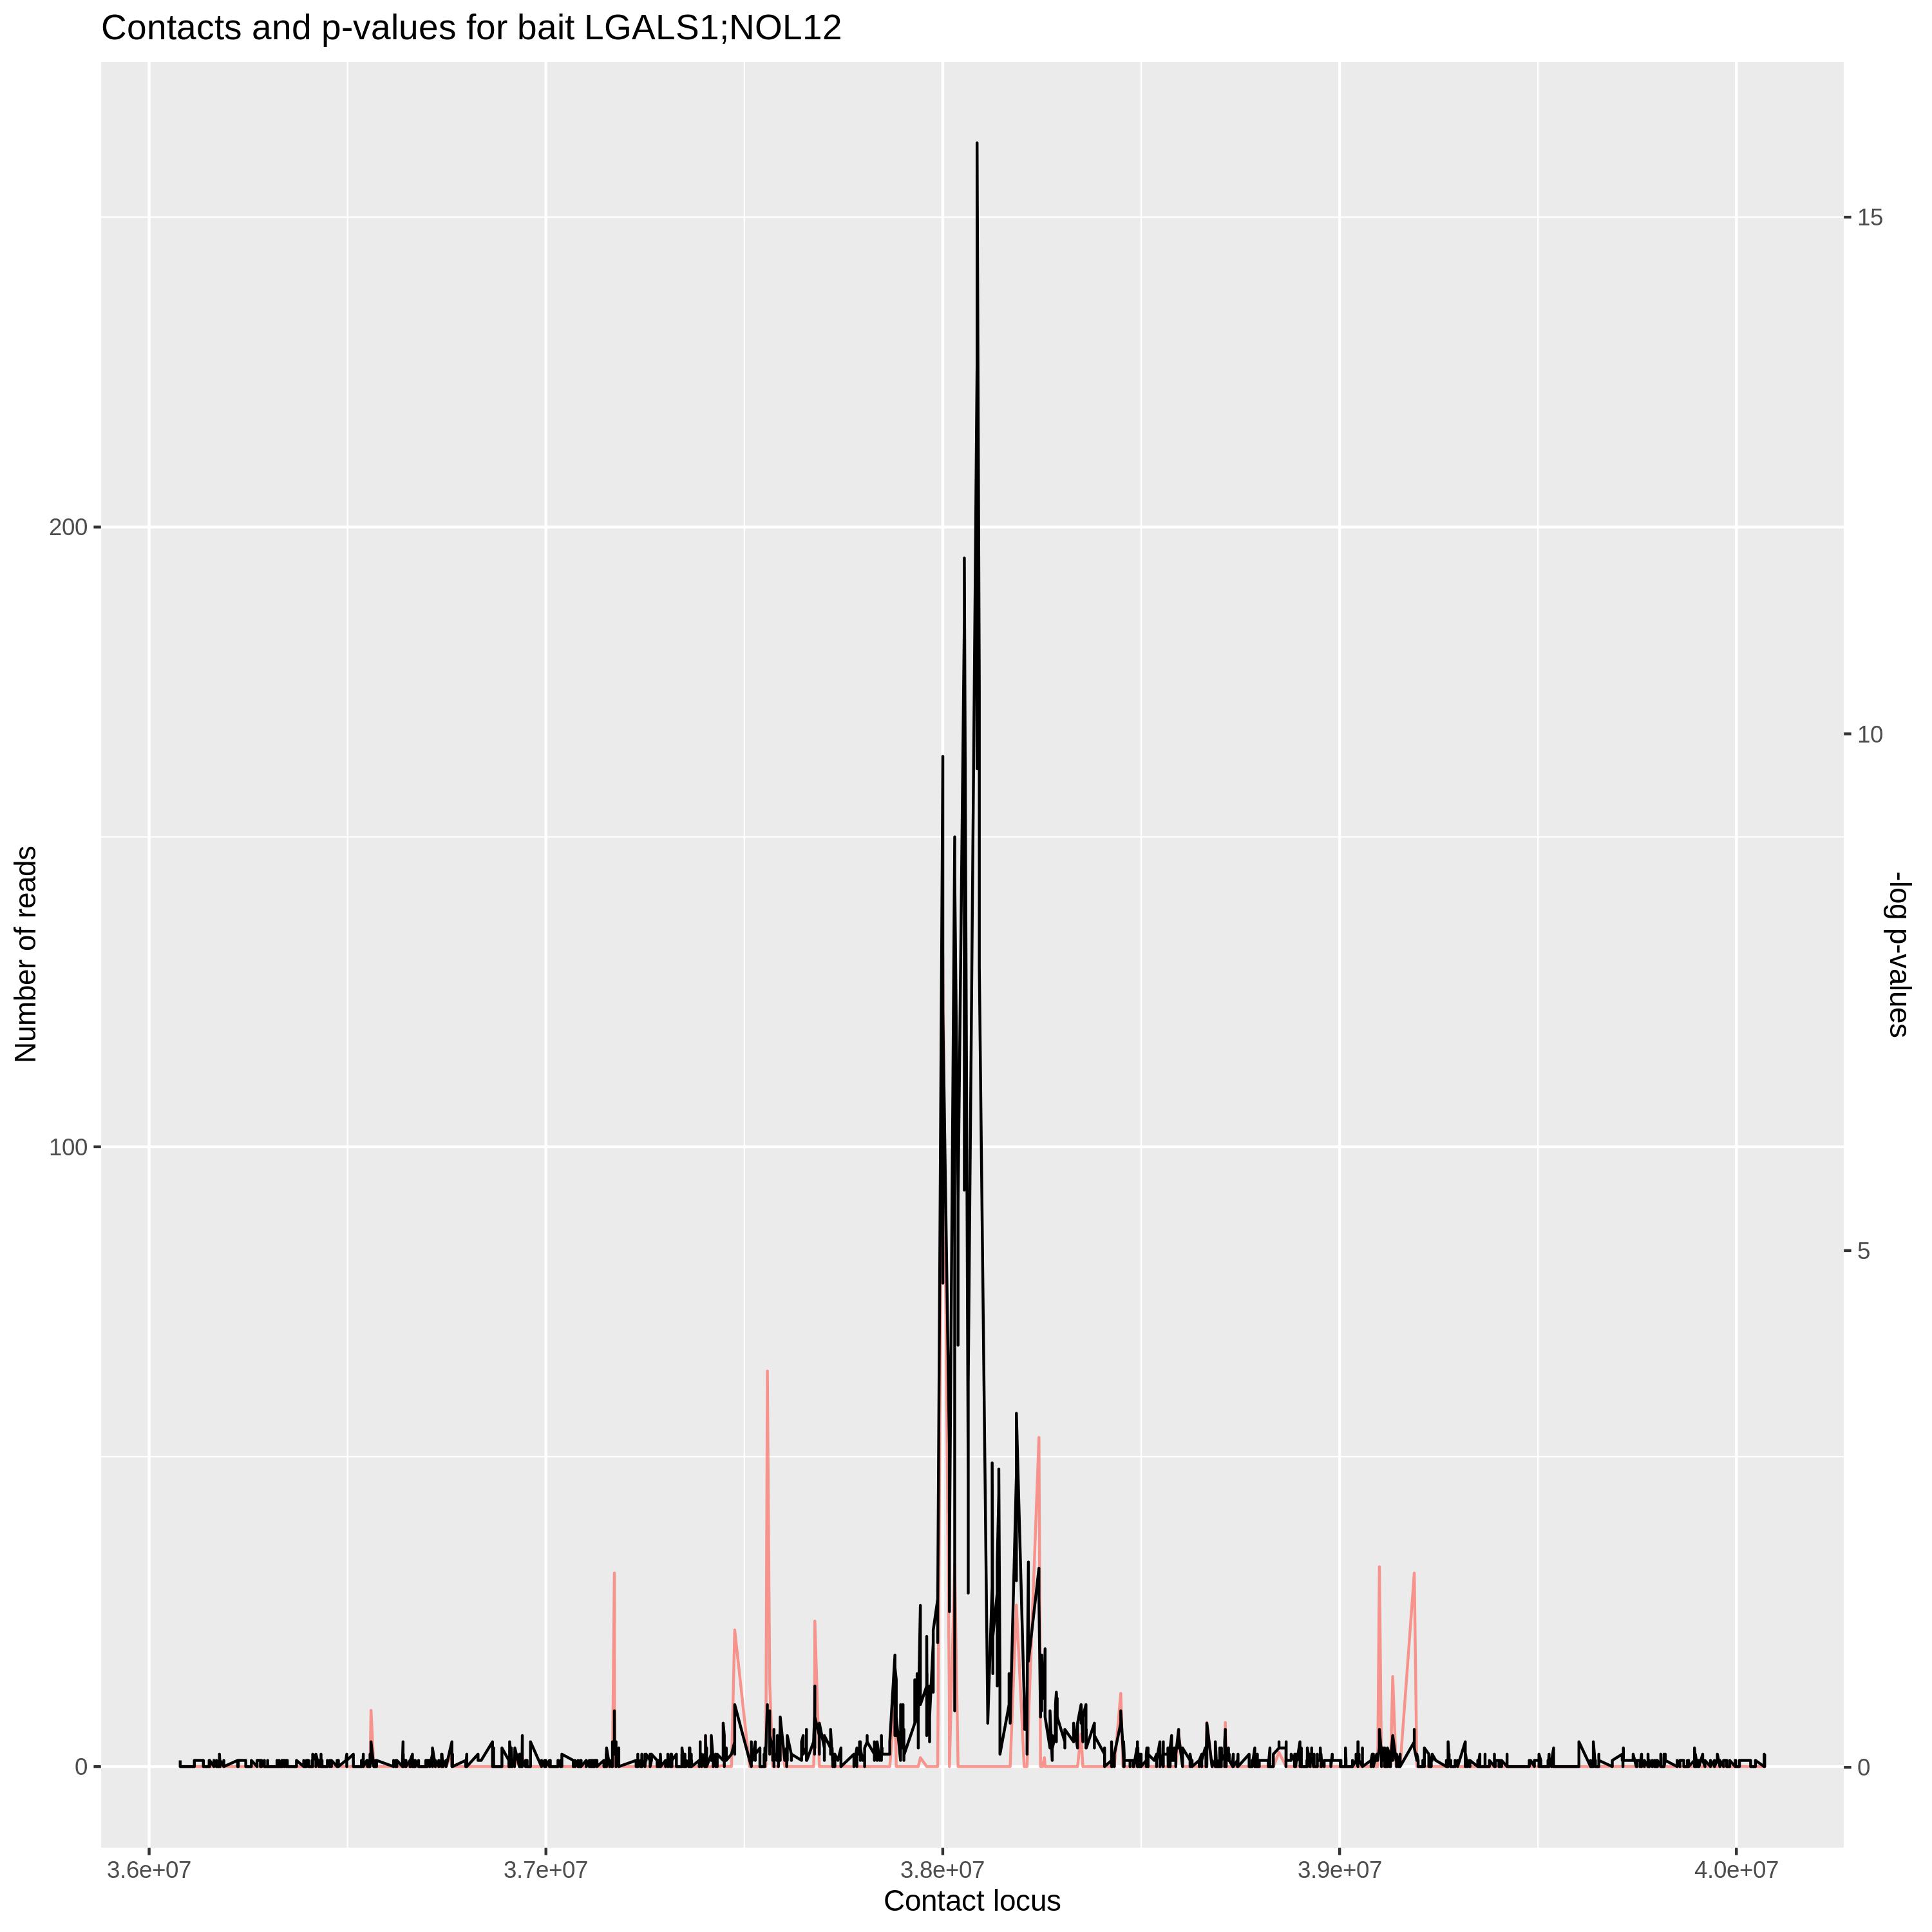 Contacts and p-values for bait LGALS1;NOL12
Number of reads
200
100
0
15
10
5
0
-log p-values
3.6e+07
3.7e+07
3.8e+07
3.9e+07
4.0e+07
Contact locus